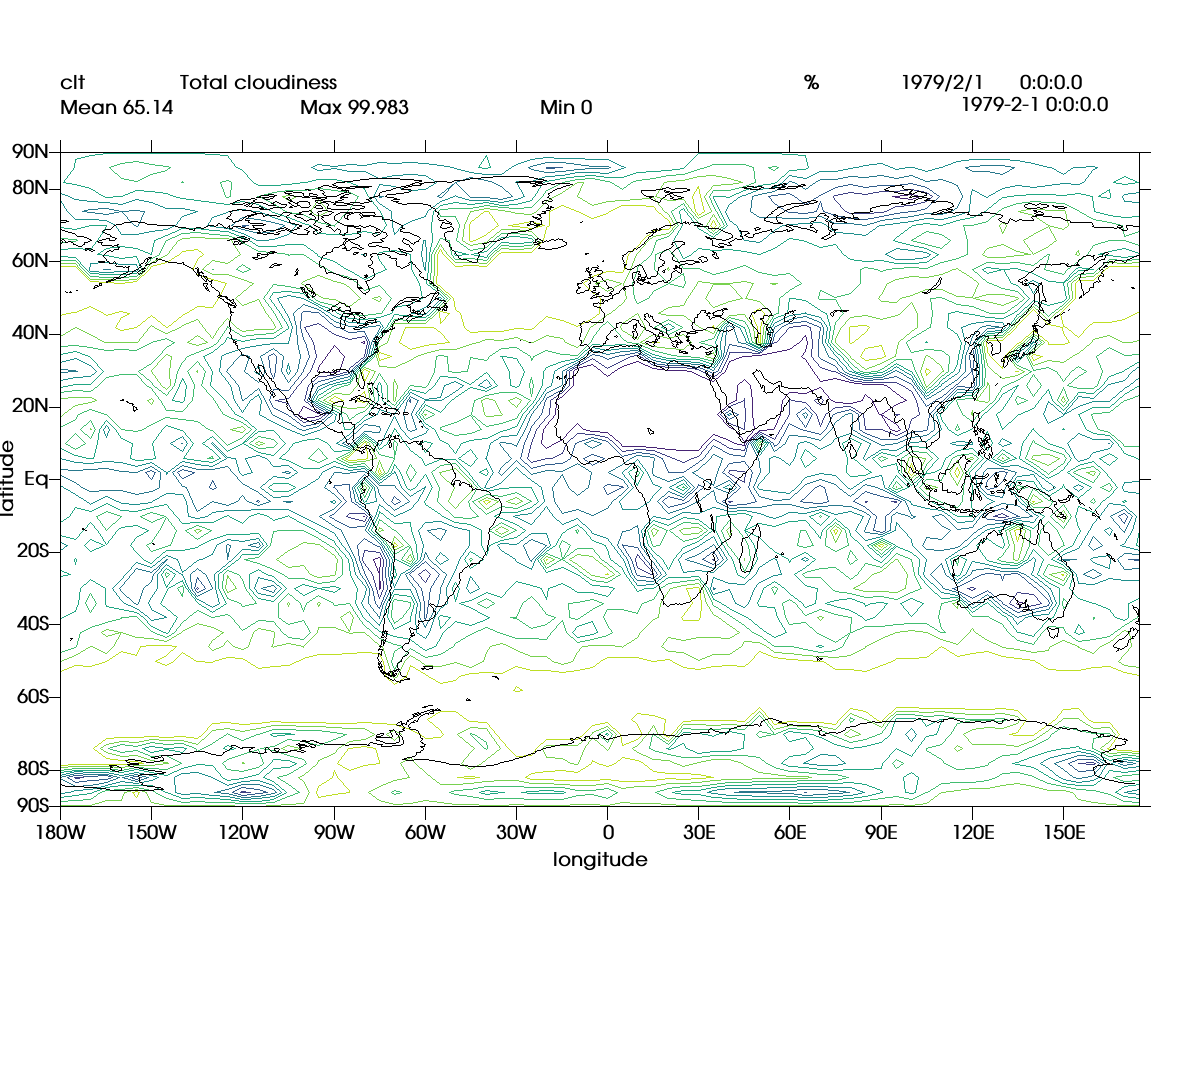 clt Total cloudiness % 1979/2/1 0:0:0.0
Mean 65.14 Max 99.983 Min 0 1979-2-1 0:0:0.0
90N
80N
60N
40N
20N
Eq
20S
40S
60S
80S
90S
latitude
180W 150W 120W 90W 60W 30W 0 30E 60E 90E 120E 150E
longitude